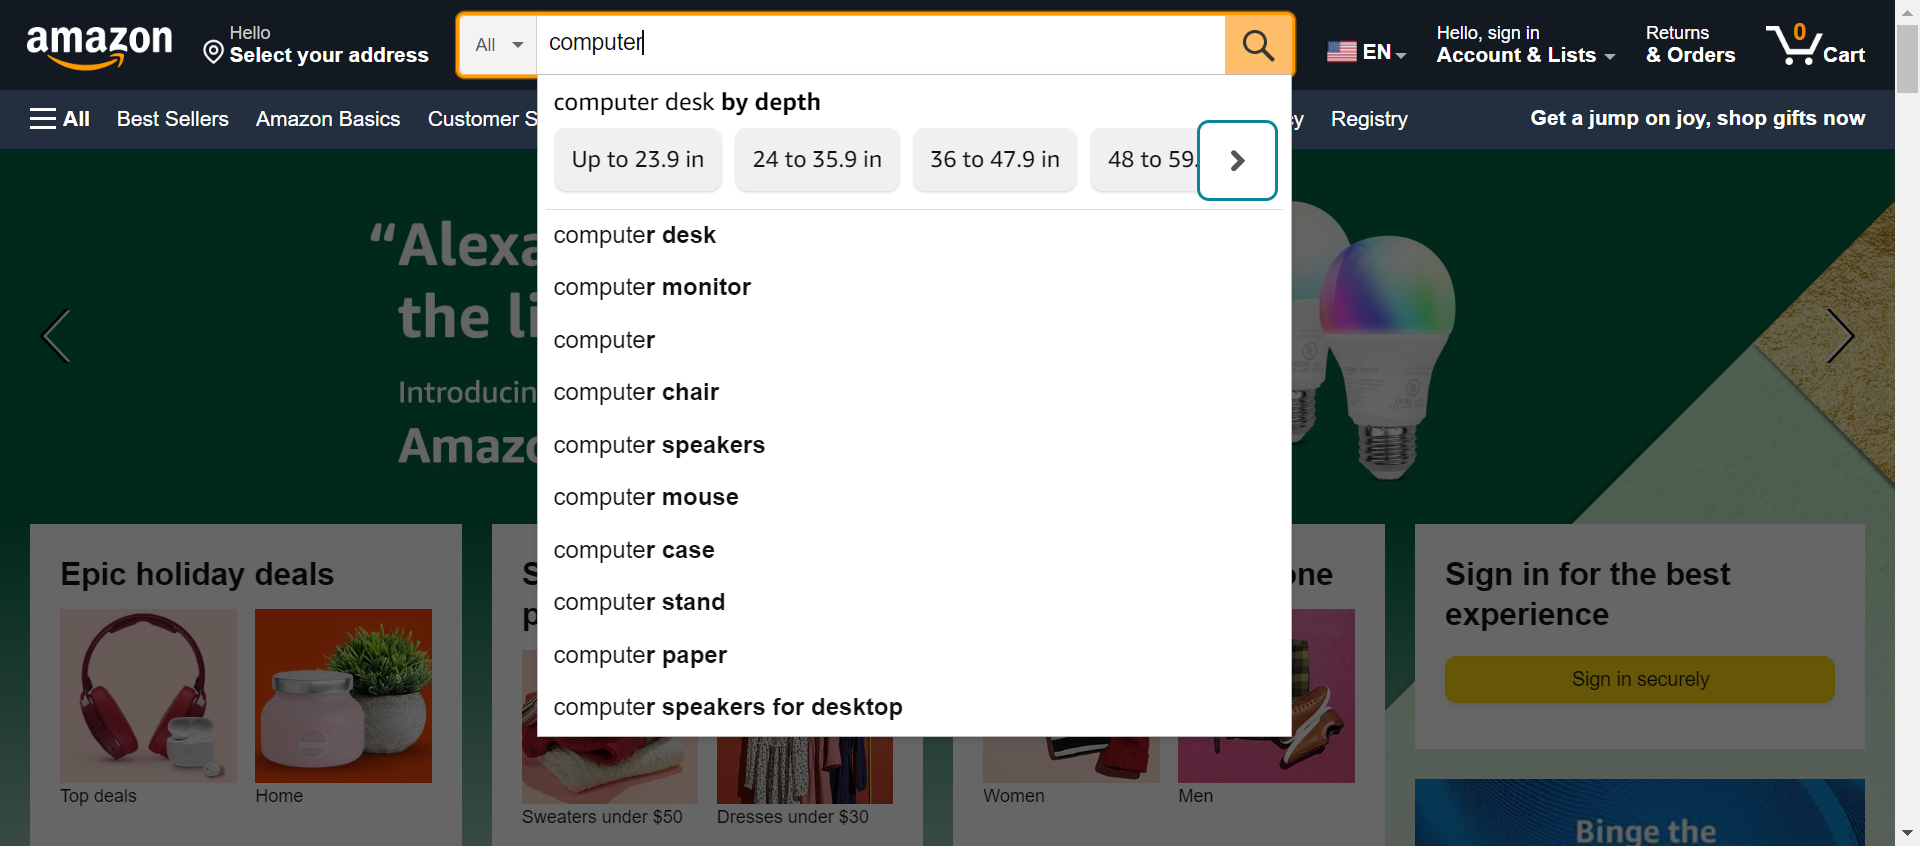 amazon
Hello
Select your address
All
computer
EN
Hello, sign in
Account & Lists
Returns
& Orders
0
Cart
All
Best Sellers
Amazon Basics
Customer S
Registry
Get a jump on joy, shop gifts now
computer desk by depth
Up to 23.9 in
24 to 35.9 in
36 to 47.9 in
48 to 59.
computer desk
computer monitor
computer
computer chair
computer speakers
computer mouse
computer case
computer stand
computer paper
computer speakers for desktop
“Alexa
the li
Introducin
Amazo
Epic holiday deals
Top deals
Home
Sweaters under $50
Dresses under $30
one
Women
Men
Sign in for the best
experience
Sign in securely
Binge the